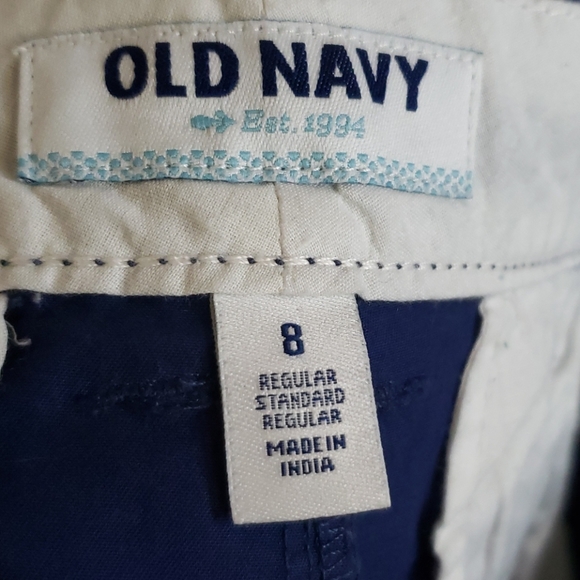 OLD NAVY
Est. 1994
8
REGULAR
STANDARD
REGULAR
MADE IN
INDIA